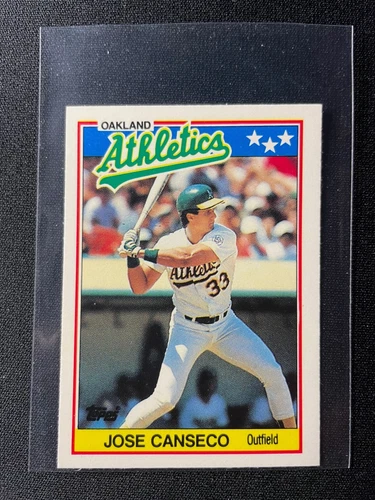 OAKLAND
Athletics
Athletics
33
Topps
JOSE CANSECO Outfield